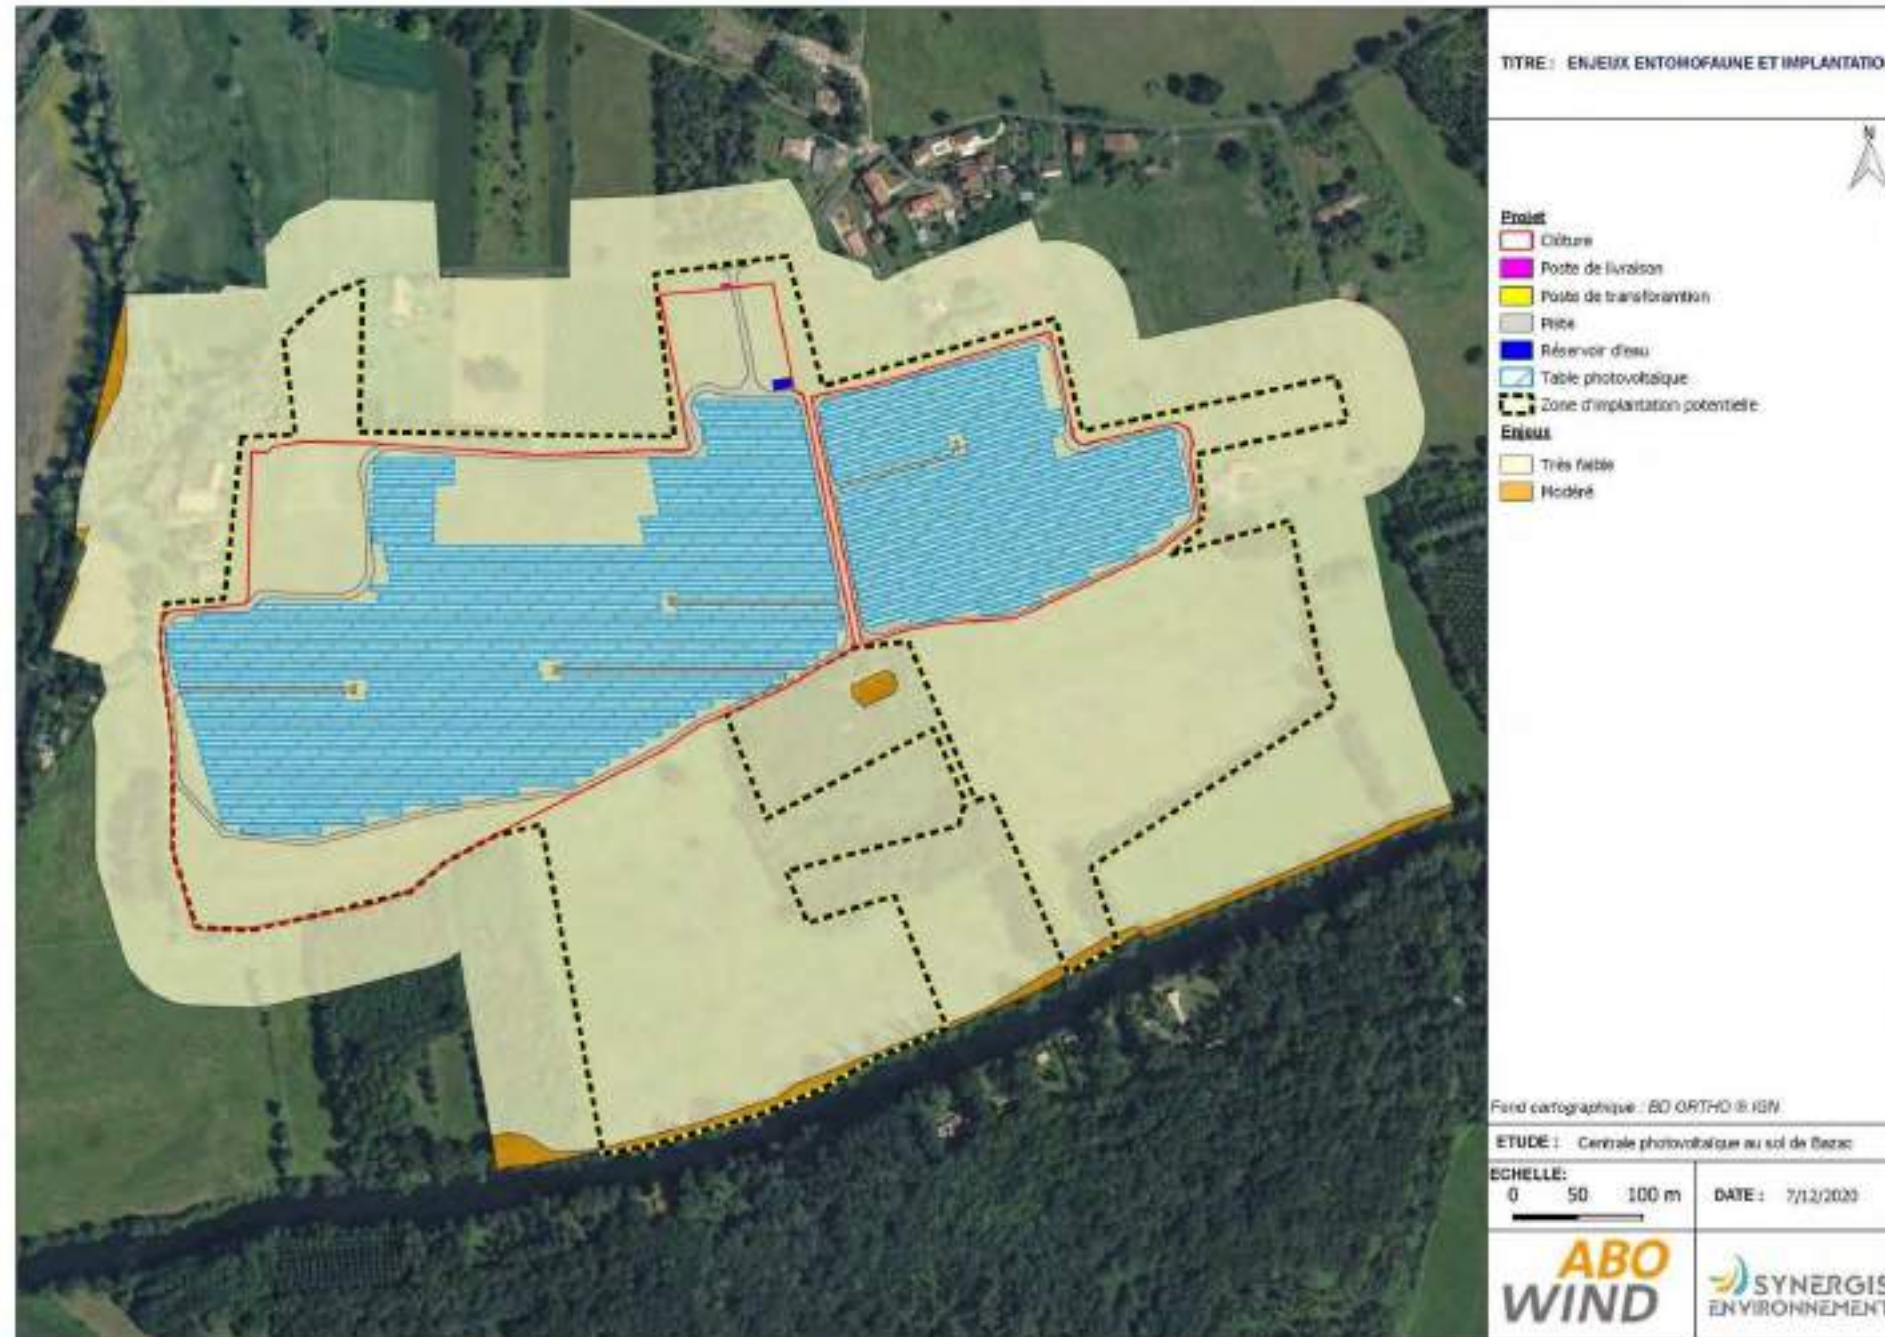 TITRE : ENJEUX ENTOMOFAUNE ET IMPLANTATIO
N
Projet
Clôture
Poste de livraison
Poste de transforamtion
Piste
Réservoir d'eau
Table photovoltaïque
Zone d'implantation potentielle
Enjeux
Très faible
Modéré
Fond cartographique : BD ORTHO ® IGN
ETUDE : Centrale photovoltaïque au sol de Bazac
ECHELLE:
0 50 100 m
DATE : 7/12/2020
ABO
WIND
SYNERGIS
ENVIRONNEMENT